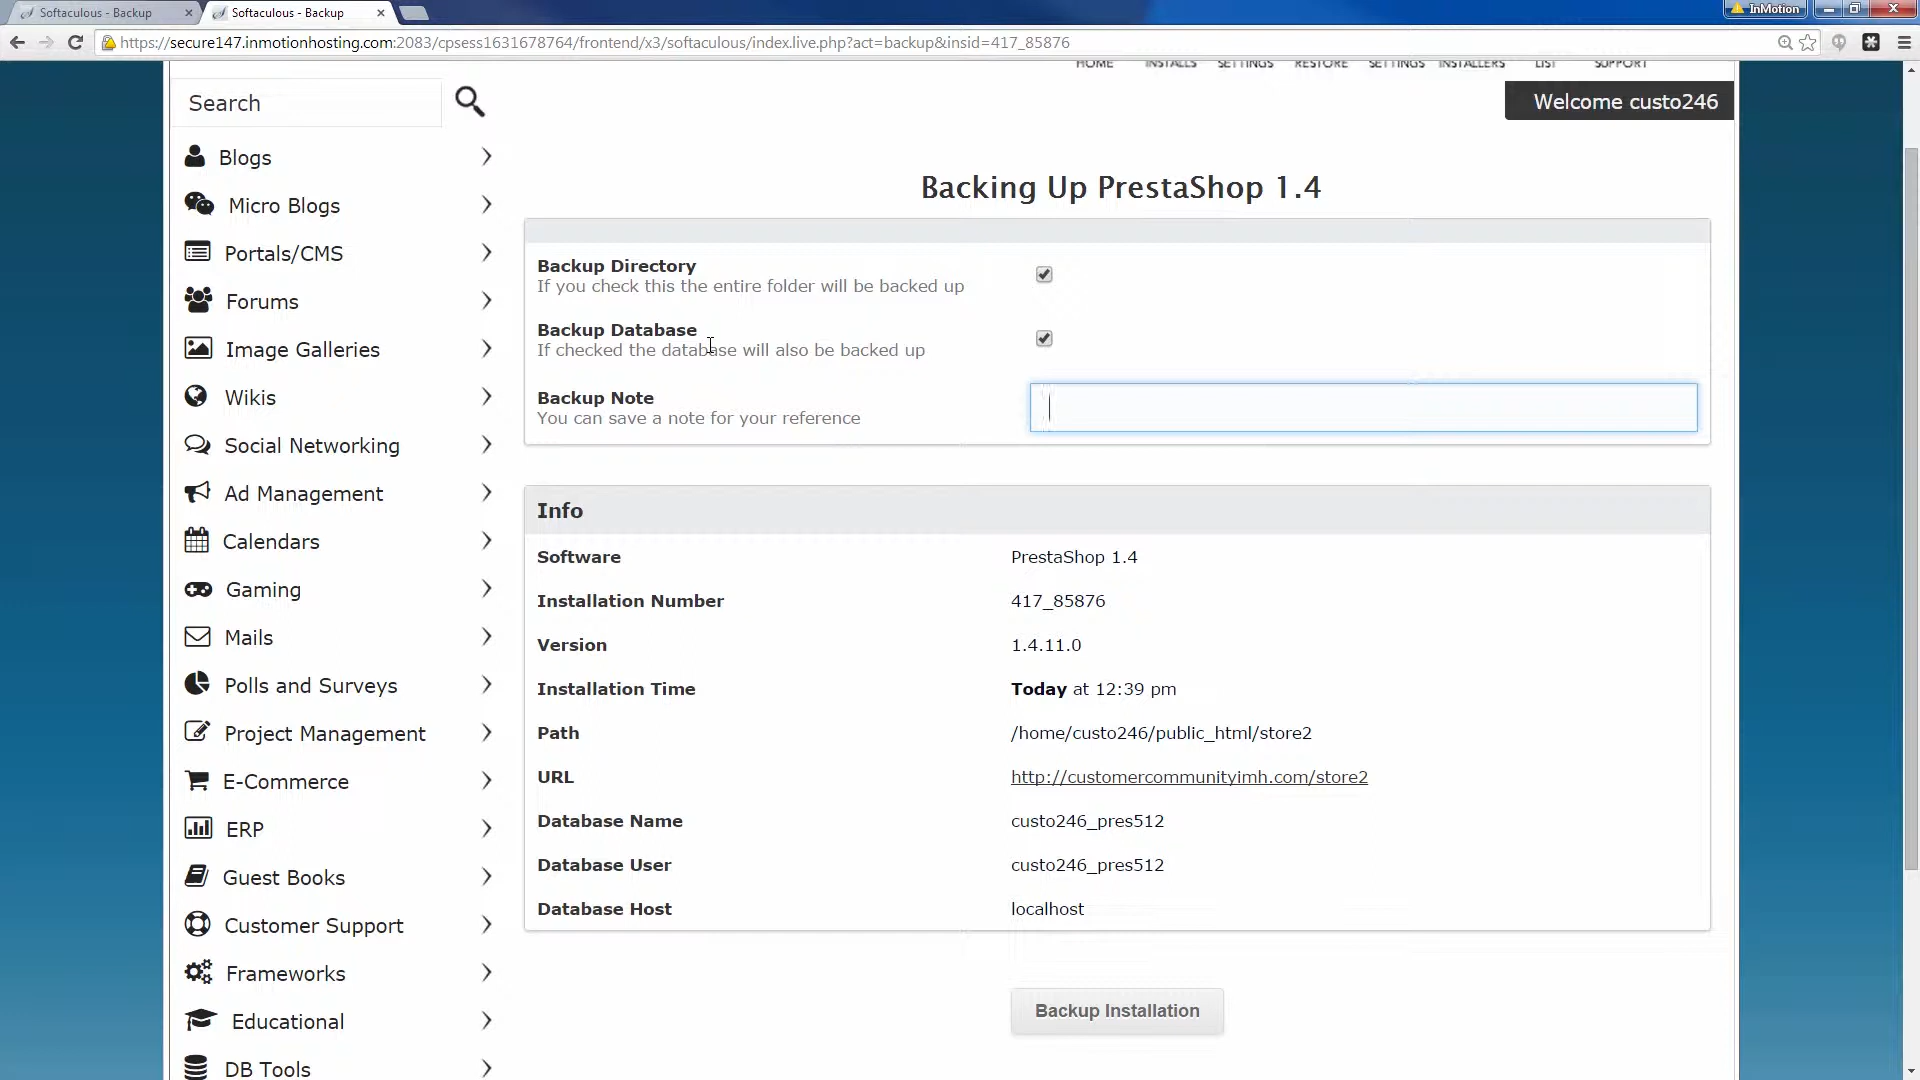 Softaculous - Backup
Softaculous - Backup
InMotion
https://secure147.inmotionhosting.com:2083/cpsess1631678764/frontend/x3/softaculous/index.live.php?act=backup&insid=417_85876
HOME INSTALLS SETTINGS RESTORE SETTINGS INSTALLERS LIST SUPPORT
Search
Welcome custo246
Blogs
Micro Blogs
Portals/CMS
Forums
Image Galleries
Wikis
Social Networking
Ad Management
Calendars
Gaming
Mails
Polls and Surveys
Project Management
E-Commerce
ERP
Guest Books
Customer Support
Frameworks
Educational
DB Tools
Backing Up PrestaShop 1.4
Backup Directory
If you check this the entire folder will be backed up
Backup Database
If checked the database will also be backed up
Backup Note
You can save a note for your reference
Info
Software PrestaShop 1.4
Installation Number 417_85876
Version 1.4.11.0
Installation Time Today at 12:39 pm
Path /home/custo246/public_html/store2
URL http://customercommunityimh.com/store2
Database Name custo246_pres512
Database User custo246_pres512
Database Host localhost
Backup Installation